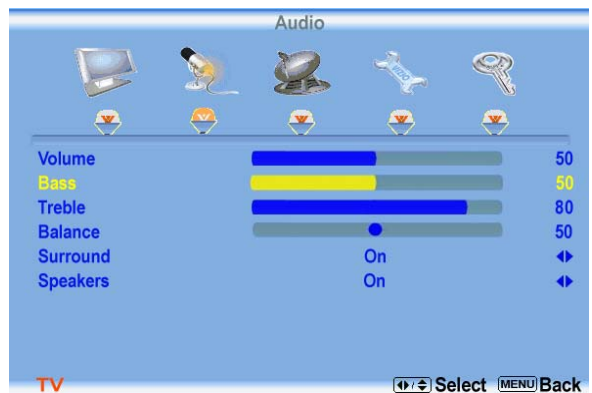 Audio
Volume 50
Bass 50
Treble 80
Balance 50
Surround On
Speakers On
TV Select MENU Back